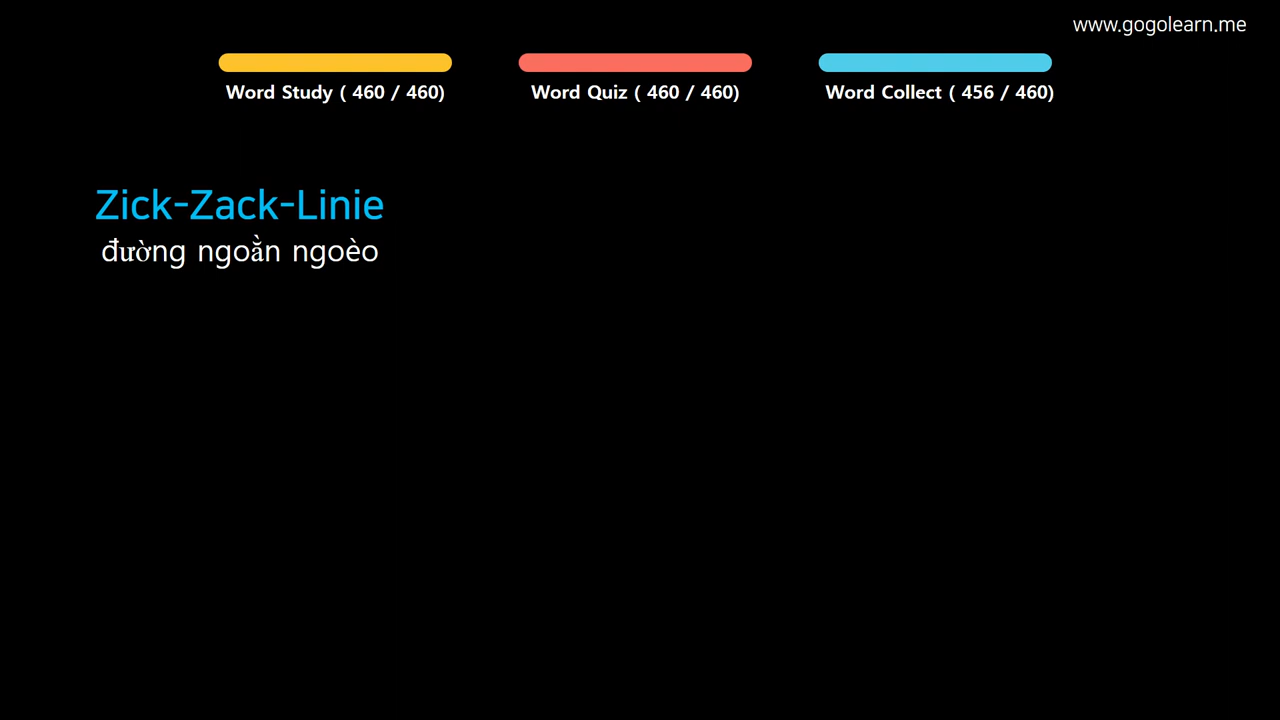 www.gogolearn.me
Word Study ( 460 / 460)
Word Quiz ( 460 / 460)
Word Collect ( 456 / 460)
Zick-Zack-Linie
đường ngoằn ngoèo